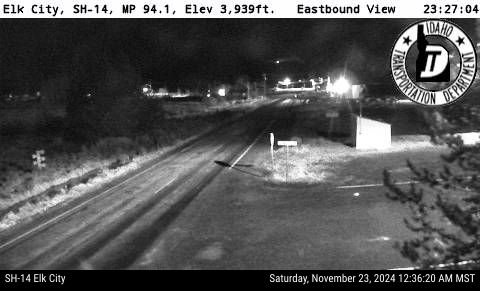 Elk City, SH-14, MP 94.1, Elev 3,939ft.   Eastbound View    23:27:04
IDAHO
TRANSPORTATION DEPARTMENT
SH-14 Elk City
Saturday, November 23, 2024 12:36:20 AM MST